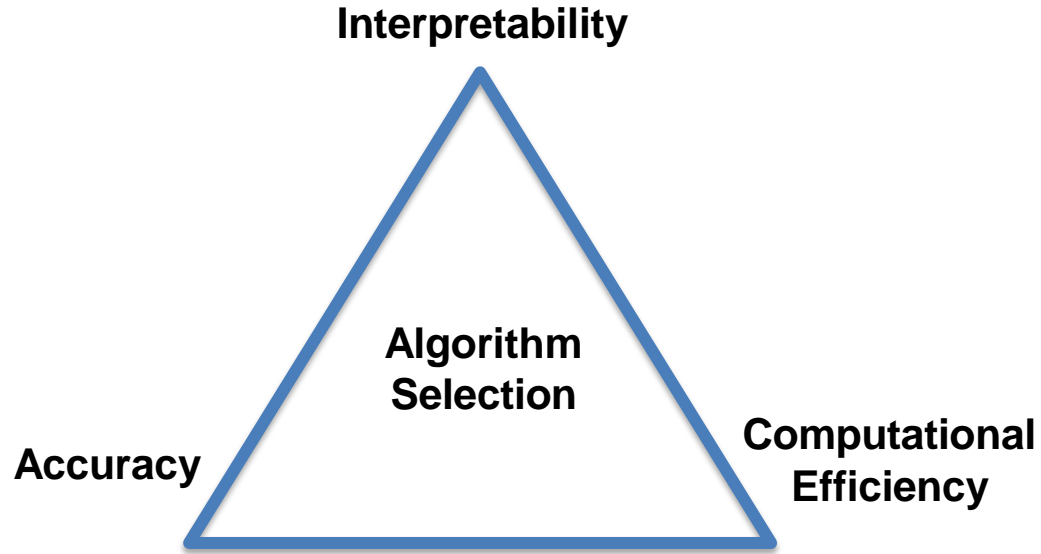 Interpretability
Algorithm
Selection
Accuracy
Computational
Efficiency